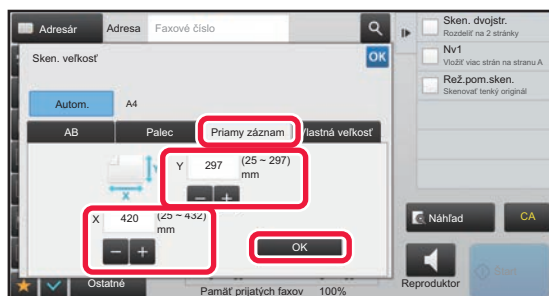 Adresár
Adresa
Faxové číslo
Sken. dvojstr.
Rozdeliť na 2 stránky
Nv1
Vložiť viac strán na stranu A
Rež.pom.sken.
Skenovať tenký originál
Sken. veľkosť
OK
Autom.
A4
AB
Palec
Priamy záznam
Vlastná veľkosť
Y
297
(25 ~ 297)
mm
Y
X
X
420
(25 ~ 432)
mm
OK
Náhľad
CA
Ostatné
Pamäť prijatých faxov 100%
Reproduktor
Štart